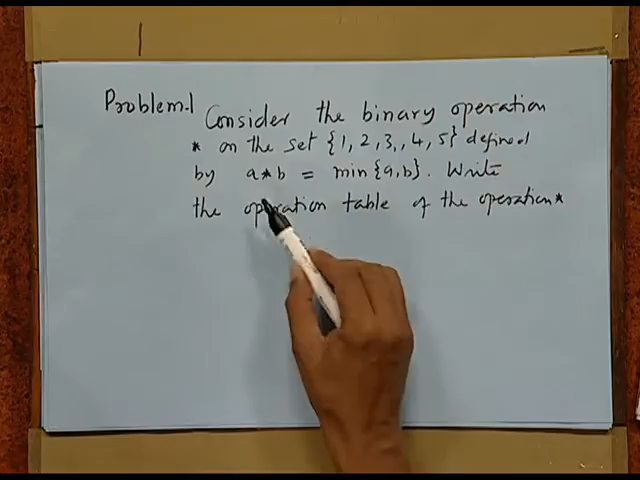 Problem-1 Consider the binary operation
* on the set {1, 2, 3, 4, 5} defined
by a*b = min{a,b}. Write
the operation table of the operation*